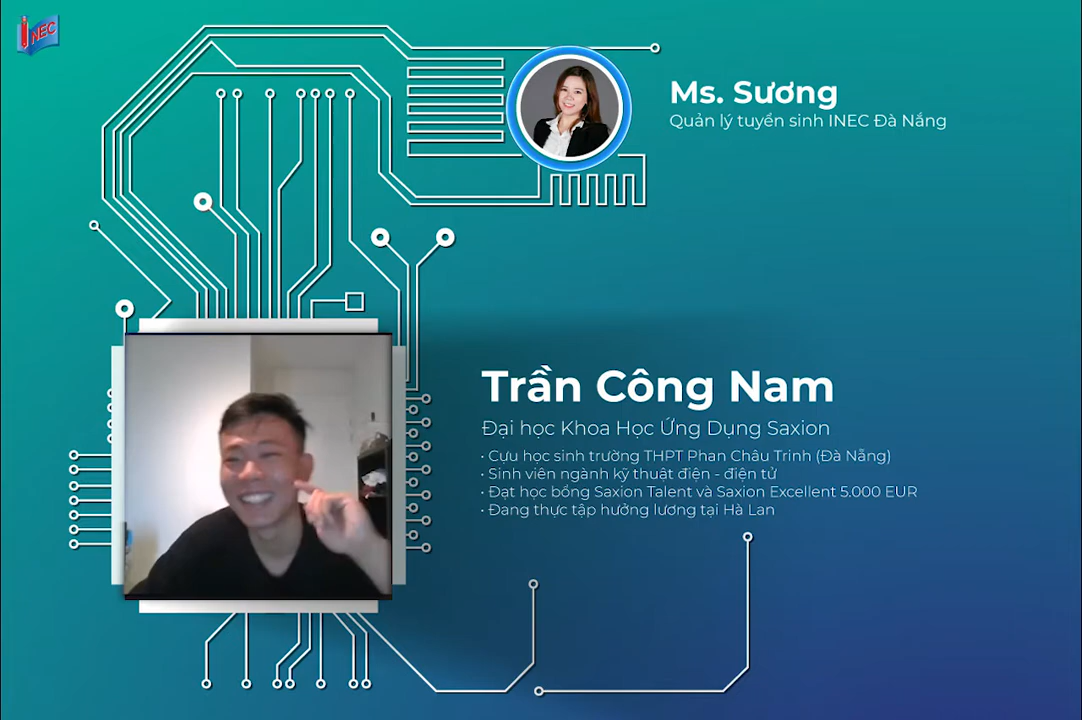 INEC
Ms. Sương
Quản lý tuyển sinh INEC Đà Nắng
Trần Công Nam
Đại học Khoa Học Ứng Dụng Saxion
• Cựu học sinh trường THPT Phan Châu Trinh (Đà Nẵng)
• Sinh viên ngành kỹ thuật điện - điện tử
• Đạt học bổng Saxion Talent và Saxion Excellent 5.000 EUR
• Đang thực tập hưởng lương tại Hà Lan